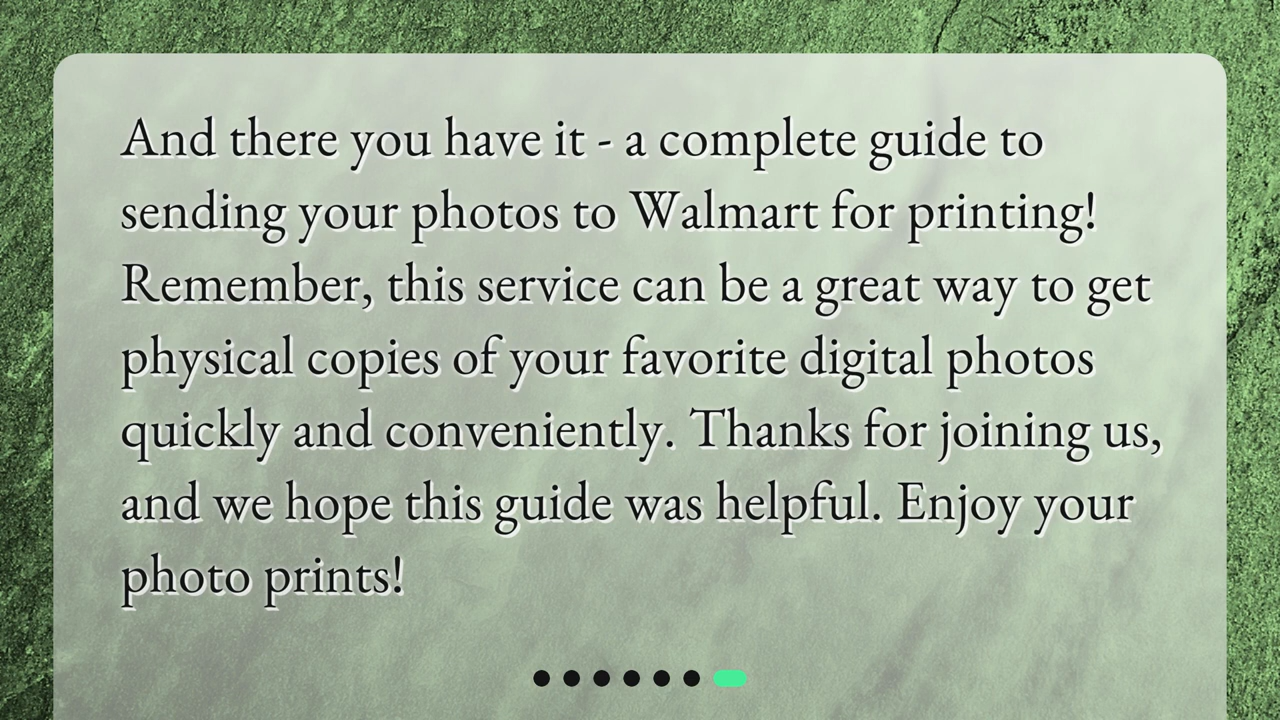 And there you have it - a complete guide to
sending your photos to Walmart for printing!
Remember, this service can be a great way to get
physical copies of your favorite digital photos
quickly and conveniently. Thanks for joining us,
and we hope this guide was helpful. Enjoy your
photo prints!